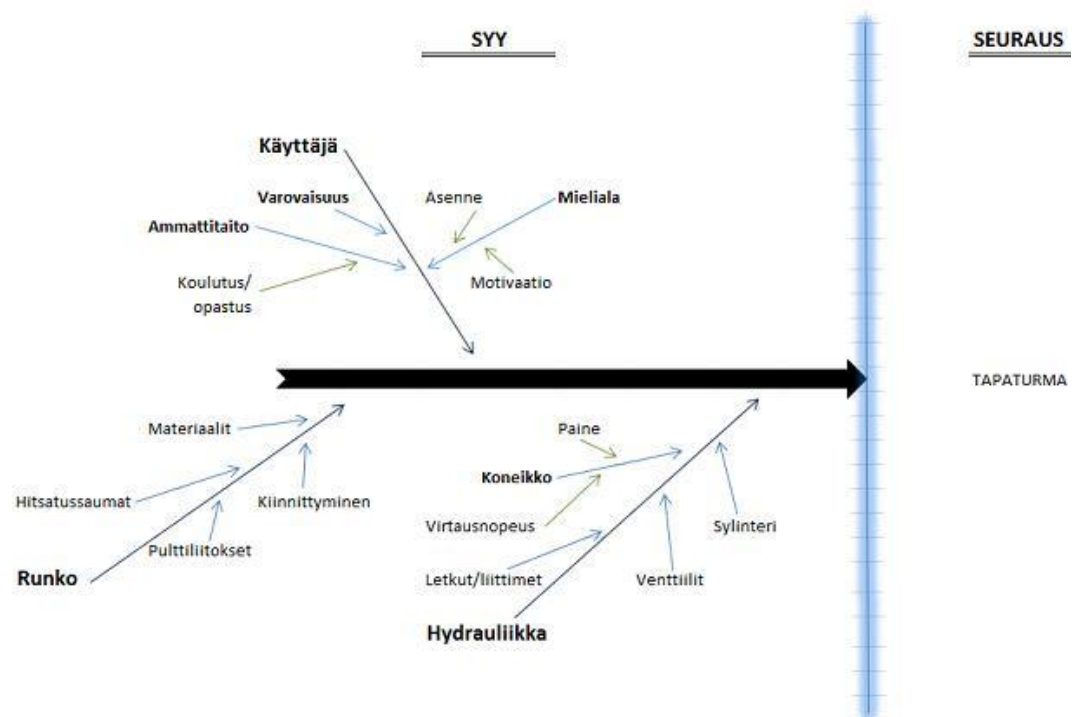 SYY
SEURAUS
Käyttäjä
Varovaisuus
Asenne
Mieliala
Ammattitaito
Koulutus/
opastus
Motivaatio
TAPATURMA
Materiaalit
Hitsatussaumat
Kiinnittyminen
Pulttiliitokset
Runko
Paine
Koneikko
Virtausnopeus
Sylinteri
Letkut/liittimet
Venttiilit
Hydrauliikka